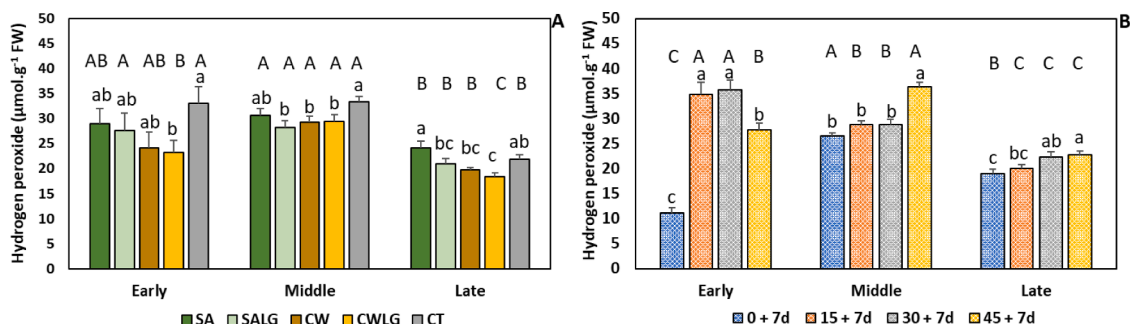 A
Hydrogen peroxide (µmol.g⁻¹ FW)
50
45
40
35
30
25
20
15
10
5
0
AB A AB B A
A A A A A
B B B C B
ab ab b b a
ab b b b a
a bc bc c ab
Early Middle Late
SA SALG CW CWLG CT
B
Hydrogen peroxide (µmol.g⁻¹ FW)
50
45
40
35
30
25
20
15
10
5
0
C A A B
A B B A
B C C C
c a a b
b b b a
c bc ab a
Early Middle Late
0 + 7d 15 + 7d 30 + 7d 45 + 7d